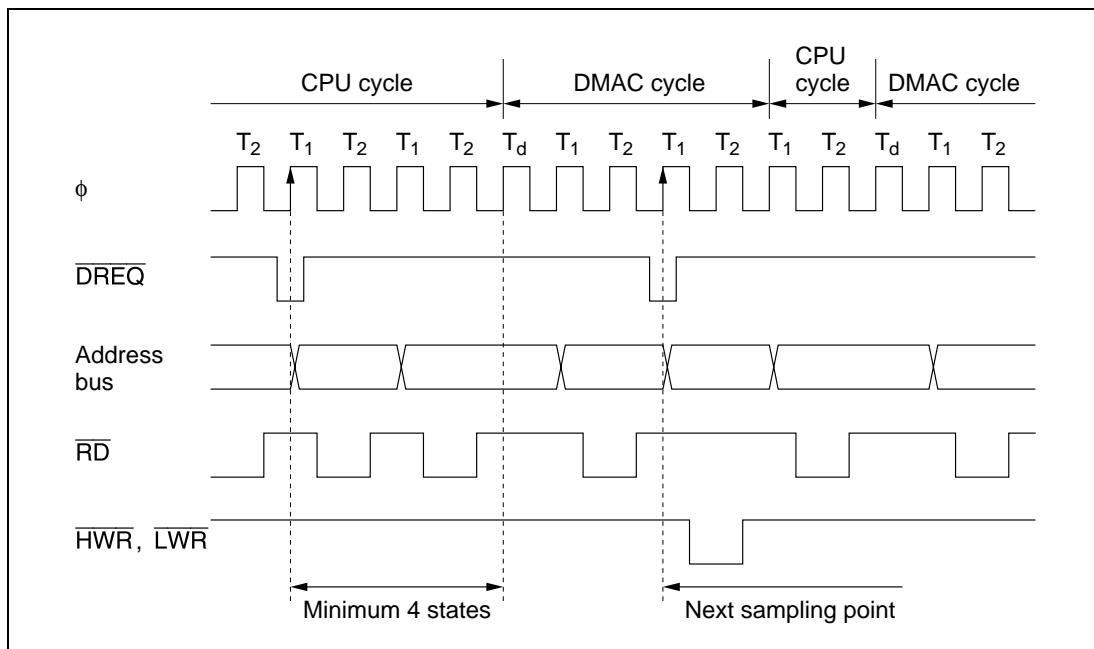 CPU cycle DMAC cycle CPU cycle DMAC cycle
T2 T1 T2 T1 T2 Td T1 T2 T1 T2 T1 T2 Td T1 T2
φ
DREQ
Address
bus
RD
HWR, LWR
Minimum 4 states Next sampling point